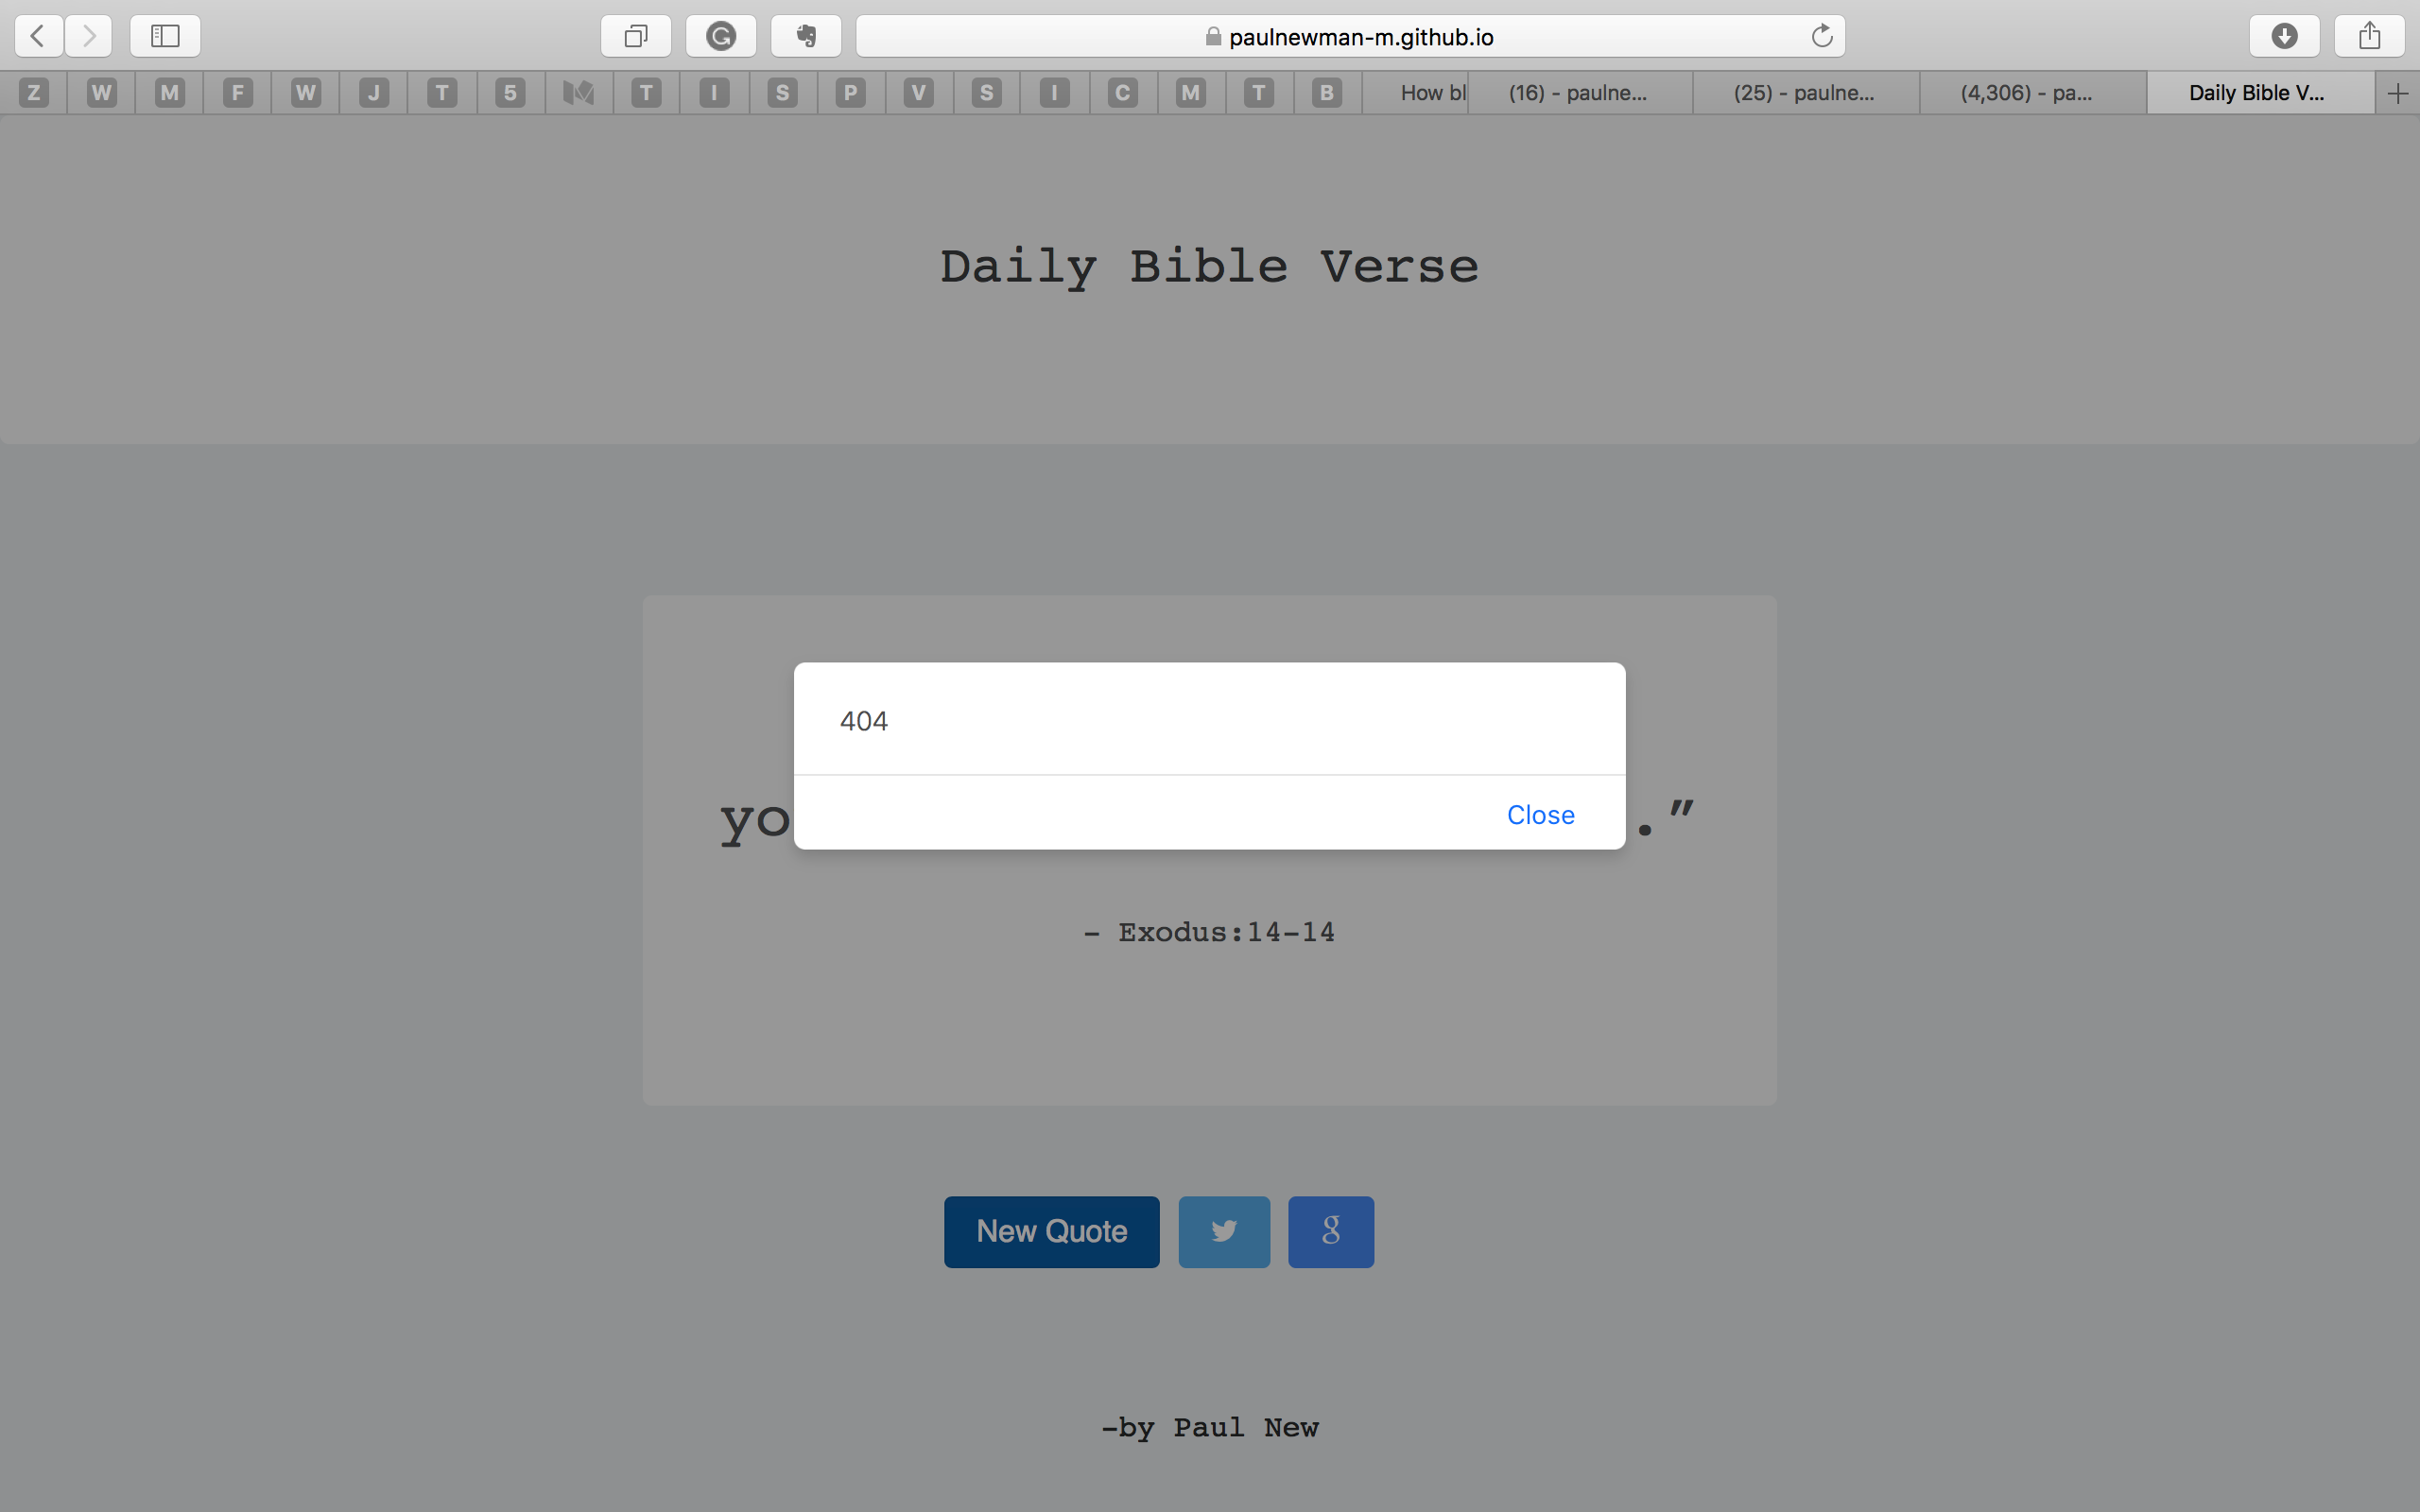 paulnewman-m.github.io
Z W M F W J T 5 T I S P V S I C M T B How bl (16) - paulne... (25) - paulne... (4,306) - pa... Daily Bible V...
Daily Bible Verse
404
yo .”
Close
- Exodus:14-14
New Quote g
-by Paul New